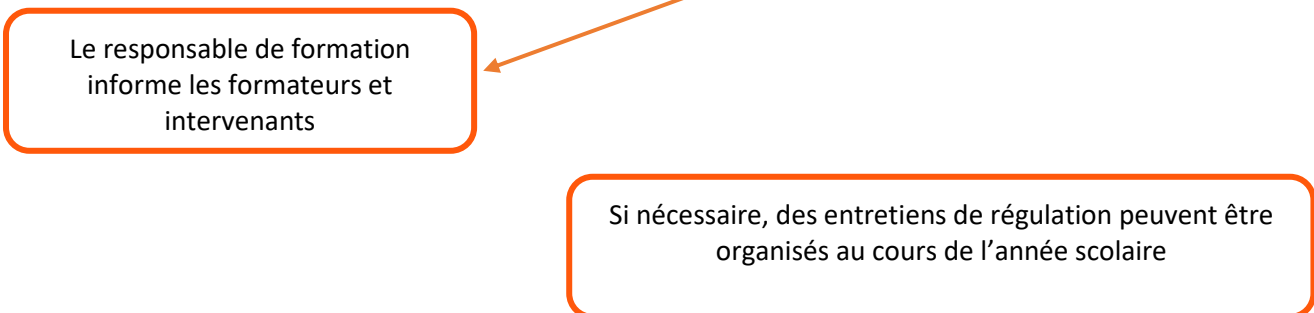 Le responsable de formation
informe les formateurs et
intervenants
Si nécessaire, des entretiens de régulation peuvent être
organisés au cours de l’année scolaire